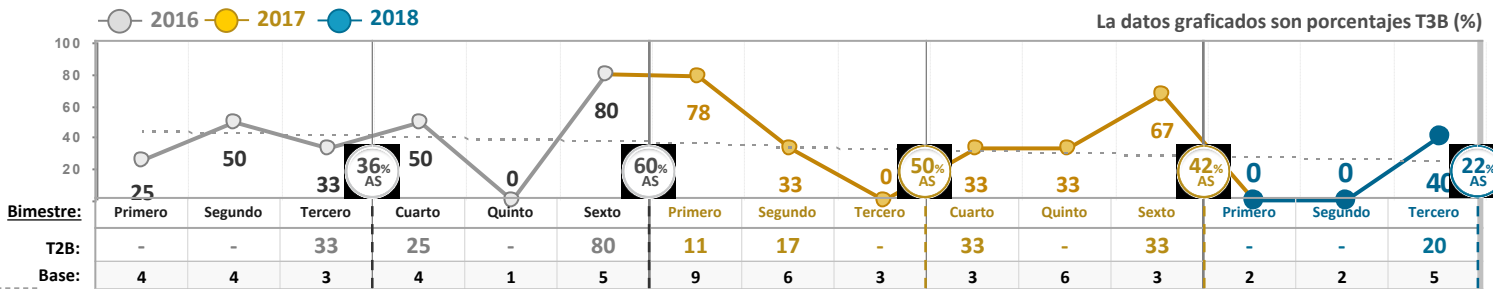 2016 2017 2018 La datos graficados son porcentajes T3B (%)
100
80
60
40
20
25 50 33 50 0 80 78 33 0 33 33 67 0 0 40
36% AS 60% AS 50% AS 42% AS 22% AS
Bimestre: Primero Segundo Tercero Cuarto Quinto Sexto Primero Segundo Tercero Cuarto Quinto Sexto Primero Segundo Tercero
T2B: - - 33 25 - 80 11 17 - 33 - 33 - - 20
Base: 4 4 3 4 1 5 9 6 3 3 6 3 2 2 5